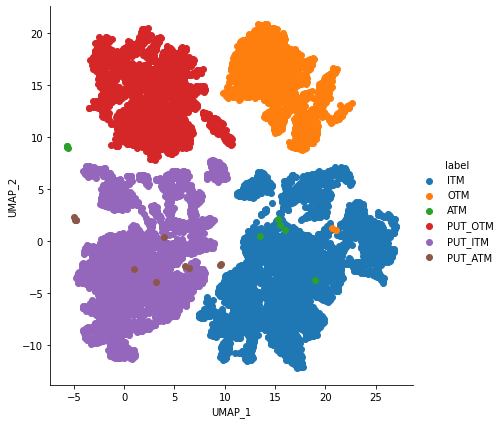 20
15
10
5
0
−5
−10
UMAP_2
−5
0
5
10
15
20
25
UMAP_1
label
ITM
OTM
ATM
PUT_OTM
PUT_ITM
PUT_ATM